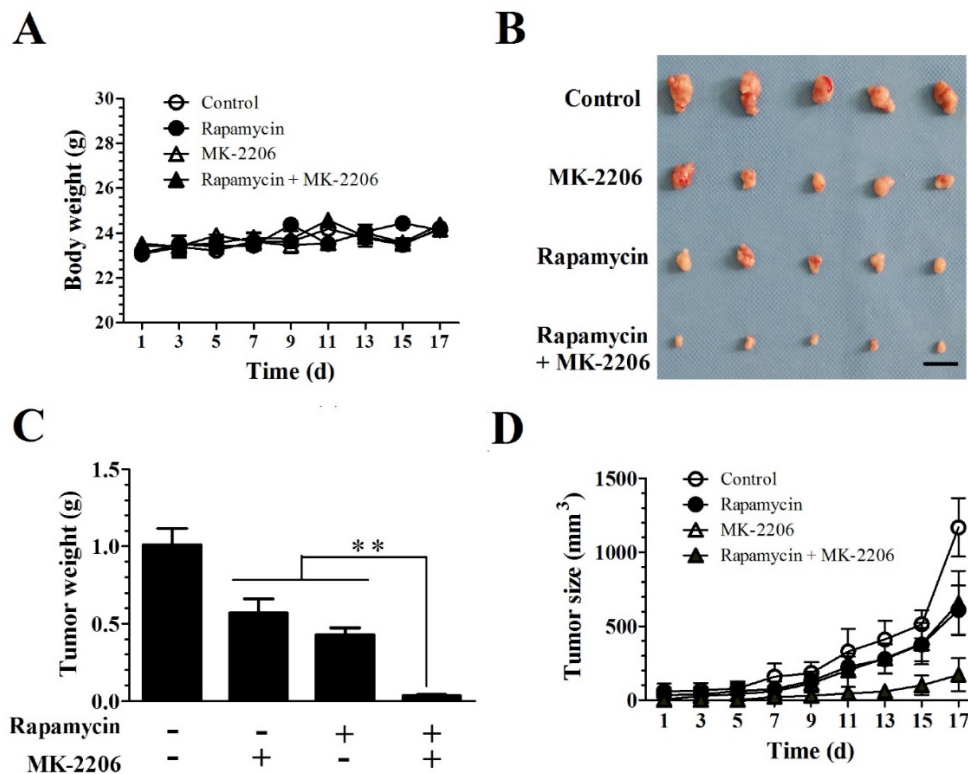 A
Body weight (g)
30
28
26
24
22
20
Control
Rapamycin
MK-2206
Rapamycin + MK-2206
1 3 5 7 9 11 13 15 17
Time (d)
B
Control
MK-2206
Rapamycin
Rapamycin
+ MK-2206
C
Tumor weight (g)
1.5
1.0
0.5
0.0
**
Rapamycin - - + +
MK-2206 - + - +
D
Tumor size (mm³)
1500
1000
500
0
Control
Rapamycin
MK-2206
Rapamycin + MK-2206
1 3 5 7 9 11 13 15 17
Time (d)